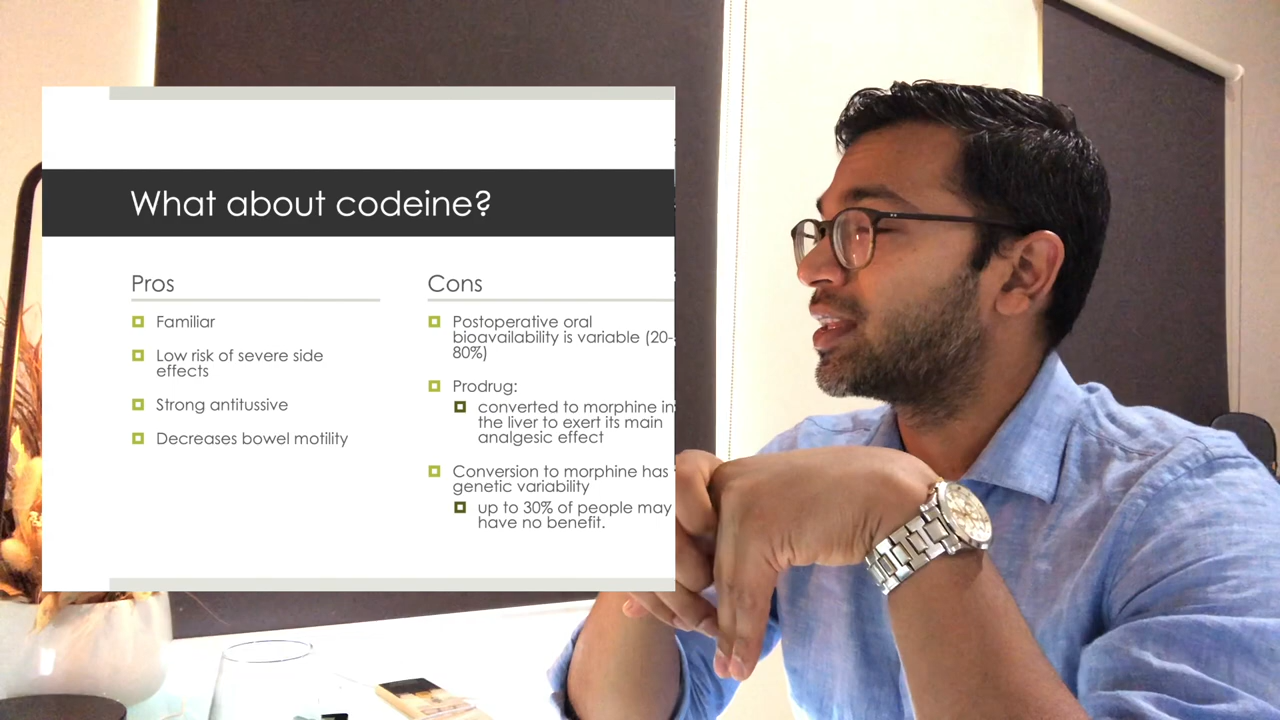 What about codeine?
Pros
Familiar
Low risk of severe side
effects
Strong antitussive
Decreases bowel motility
Cons
Postoperative oral
bioavailability is variable (20-
80%)
Prodrug:
converted to morphine in
the liver to exert its main
analgesic effect
Conversion to morphine has
genetic variability
up to 30% of people may
have no benefit.